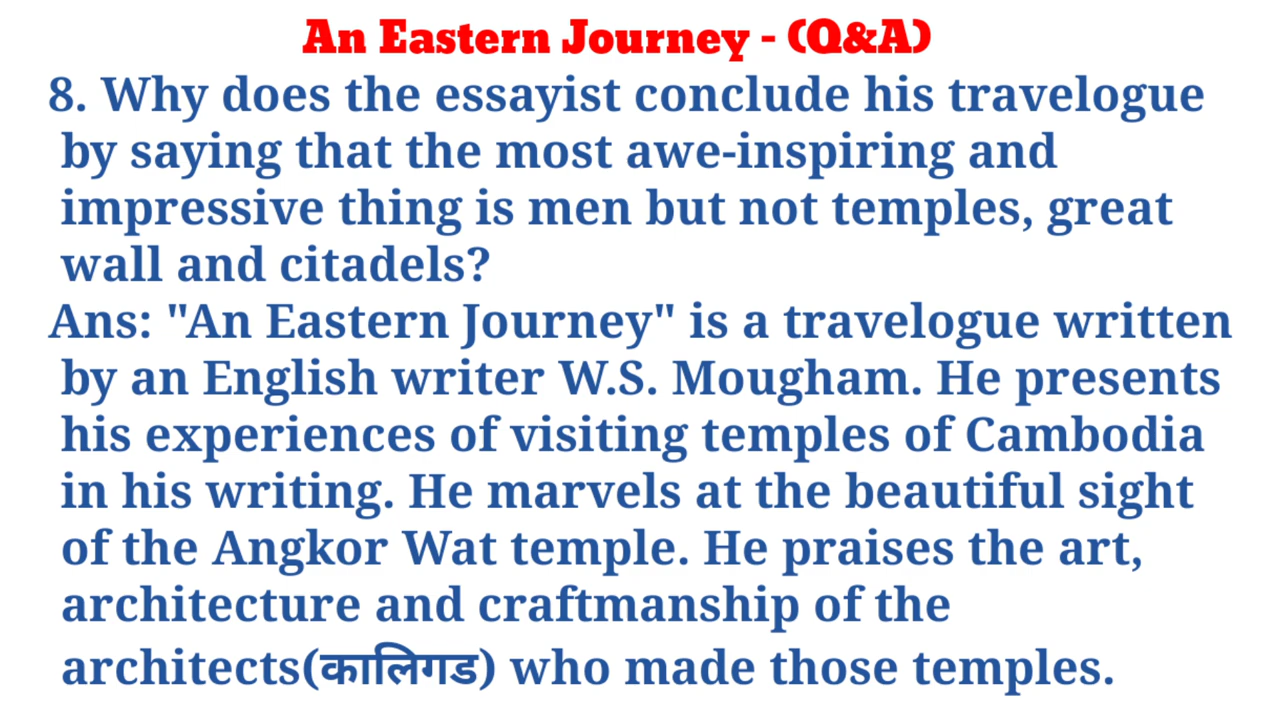 An Eastern Journey - (Q&A)
8. Why does the essayist conclude his travelogue
by saying that the most awe-inspiring and
impressive thing is men but not temples, great
wall and citadels?
Ans: "An Eastern Journey" is a travelogue written
by an English writer W.S. Mougham. He presents
his experiences of visiting temples of Cambodia
in his writing. He marvels at the beautiful sight
of the Angkor Wat temple. He praises the art,
architecture and craftmanship of the
architects(कालिगड) who made those temples.